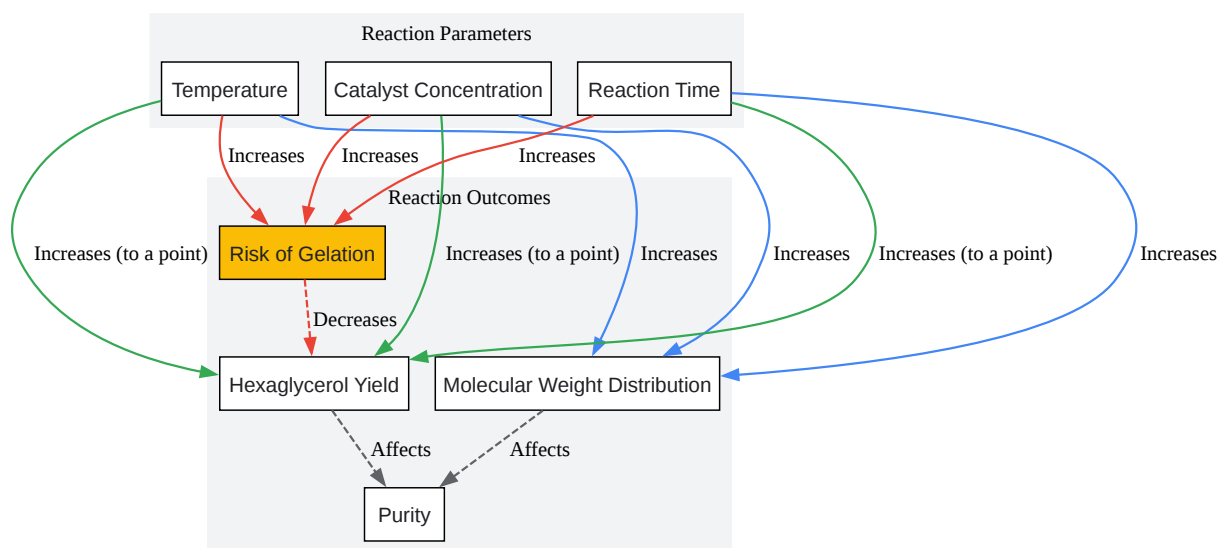 Reaction Parameters
Temperature
Catalyst Concentration
Reaction Time
Increases
Increases
Increases
Reaction Outcomes
Increases (to a point)
Risk of Gelation
Increases (to a point)
Increases
Increases
Increases (to a point)
Increases
Decreases
Hexaglycerol Yield
Molecular Weight Distribution
Affects
Affects
Purity